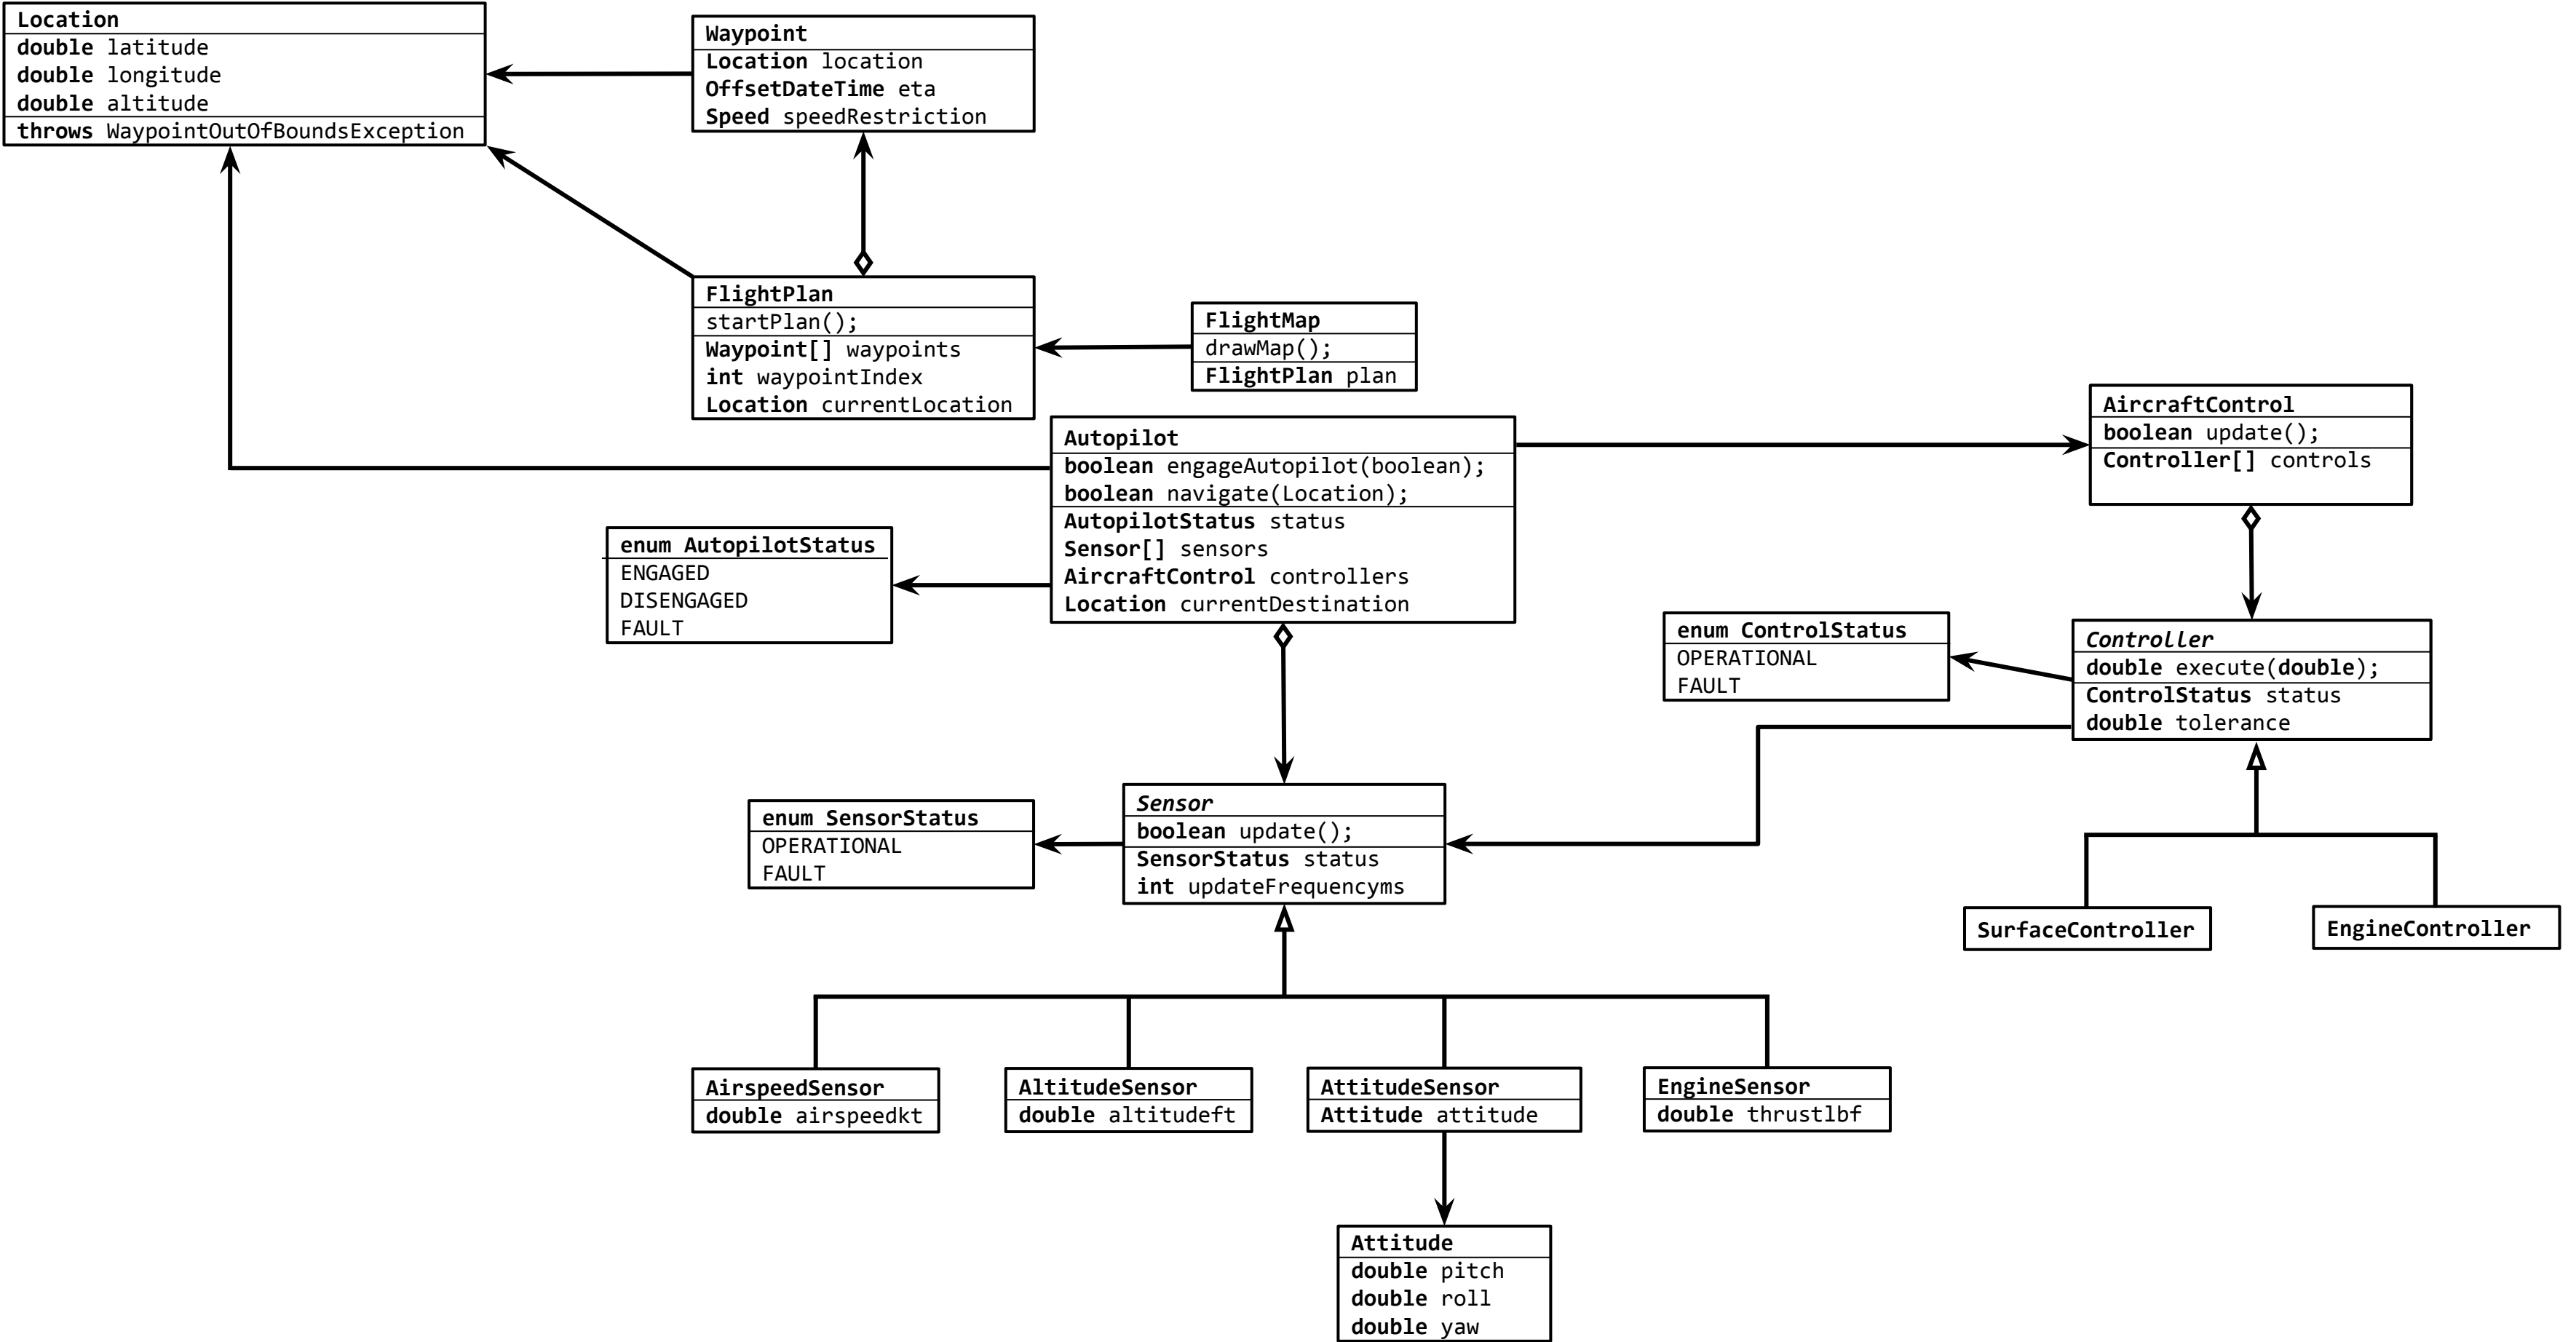 Location
double latitude
double longitude
double altitude
throws WaypointOutOfBoundsException
Waypoint
Location location
OffsetDateTime eta
Speed speedRestriction
FlightPlan
startPlan();
Waypoint[] waypoints
int waypointIndex
Location currentLocation
FlightMap
drawMap();
FlightPlan plan
Autopilot
boolean engageAutopilot(boolean);
boolean navigate(Location);
AutopilotStatus status
Sensor[] sensors
AircraftControl controllers
Location currentDestination
AircraftControl
boolean update();
Controller[] controls
enum AutopilotStatus
ENGAGED
DISENGAGED
FAULT
enum ControlStatus
OPERATIONAL
FAULT
Controller
double execute(double);
ControlStatus status
double tolerance
enum SensorStatus
OPERATIONAL
FAULT
Sensor
boolean update();
SensorStatus status
int updateFrequencyms
SurfaceController
EngineController
AirspeedSensor
double airspeedkt
AltitudeSensor
double altitudeft
AttitudeSensor
Attitude attitude
EngineSensor
double thrustlbf
Attitude
double pitch
double roll
double yaw